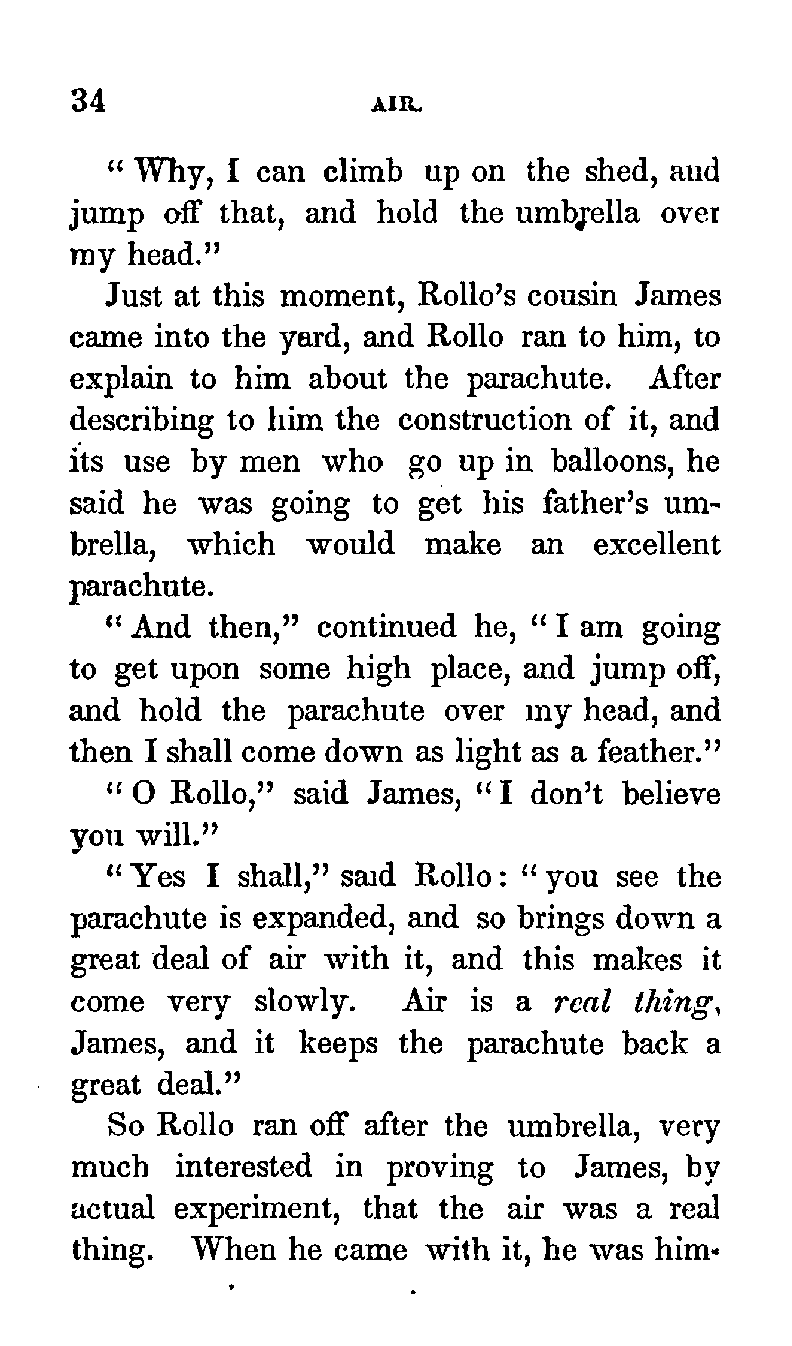 34 AIR.
" Why, I can climb up on the shed, and
jump off that, and hold the umbrella over
my head."
Just at this moment, Rollo's cousin James
came into the yard, and Rollo ran to him, to
explain to him about the parachute. After
describing to him the construction of it, and
its use by men who go up in balloons, he
said he was going to get his father's um-
brella, which would make an excellent
parachute.
" And then," continued he, " I am going
to get upon some high place, and jump off,
and hold the parachute over my head, and
then I shall come down as light as a feather."
" O Rollo," said James, " I don't believe
you will."
" Yes I shall," said Rollo: " you see the
parachute is expanded, and so brings down a
great deal of air with it, and this makes it
come very slowly. Air is a real thing,
James, and it keeps the parachute back a
great deal."
So Rollo ran off after the umbrella, very
much interested in proving to James, by
actual experiment, that the air was a real
thing. When he came with it, he was him-